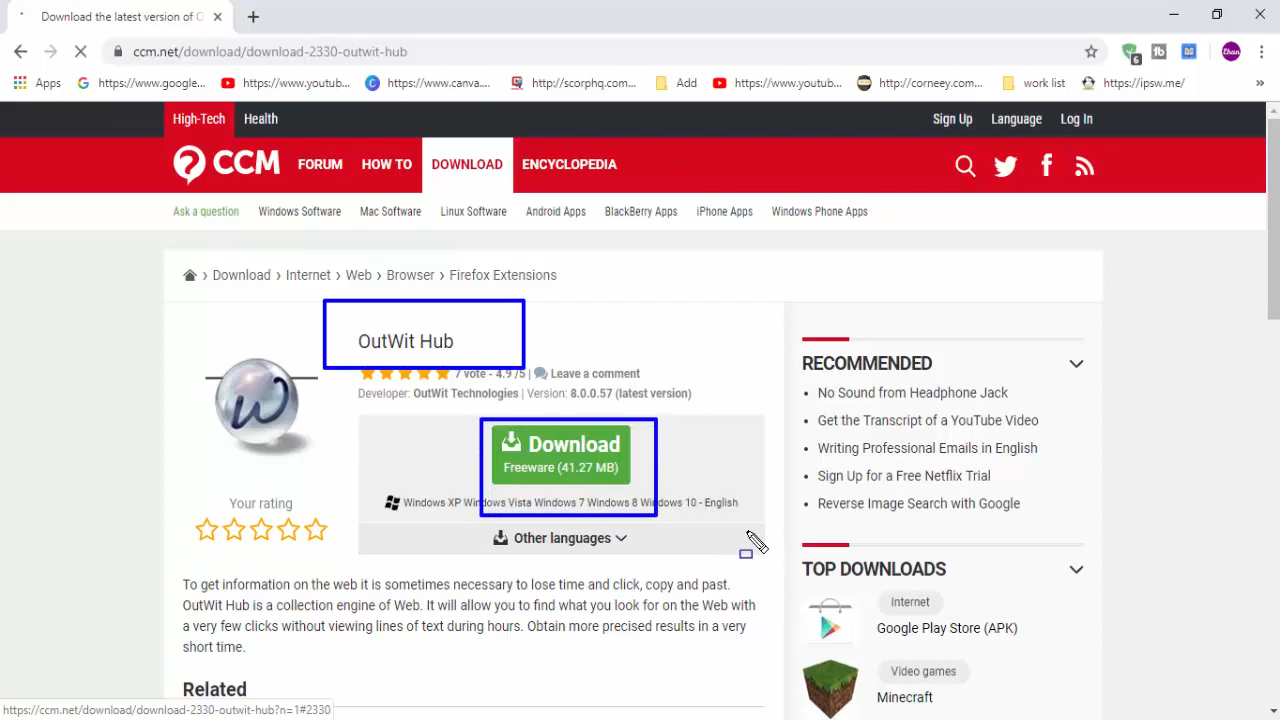 Download the latest version of O
ccm.net/download/download-2330-outwit-hub
6
Ethan
Apps
https://www.google...
https://www.youtub...
https://www.canva....
http://scorphq.com...
Add
https://www.youtub...
http://corneey.com...
work list
https://ipsw.me/
»
High-Tech
Health
Sign Up
Language
Log In
CCM
FORUM
HOW TO
DOWNLOAD
ENCYCLOPEDIA
Ask a question
Windows Software
Mac Software
Linux Software
Android Apps
BlackBerry Apps
iPhone Apps
Windows Phone Apps
› Download › Internet › Web › Browser › Firefox Extensions
OutWit Hub
7 vote - 4.9 /5 | Leave a comment
Developer: OutWit Technologies | Version: 8.0.0.57 (latest version)
Download
Freeware (41.27 MB)
Windows XP Windows Vista Windows 7 Windows 8 Windows 10 - English
Other languages
Your rating
To get information on the web it is sometimes necessary to lose time and click, copy and past.
OutWit Hub is a collection engine of Web. It will allow you to find what you look for on the Web with
a very few clicks without viewing lines of text during hours. Obtain more precised results in a very
short time.
Related
RECOMMENDED
• No Sound from Headphone Jack
• Get the Transcript of a YouTube Video
• Writing Professional Emails in English
• Sign Up for a Free Netflix Trial
• Reverse Image Search with Google
TOP DOWNLOADS
Internet
Google Play Store (APK)
Video games
Minecraft
https://ccm.net/download/download-2330-outwit-hub?n=1#2330